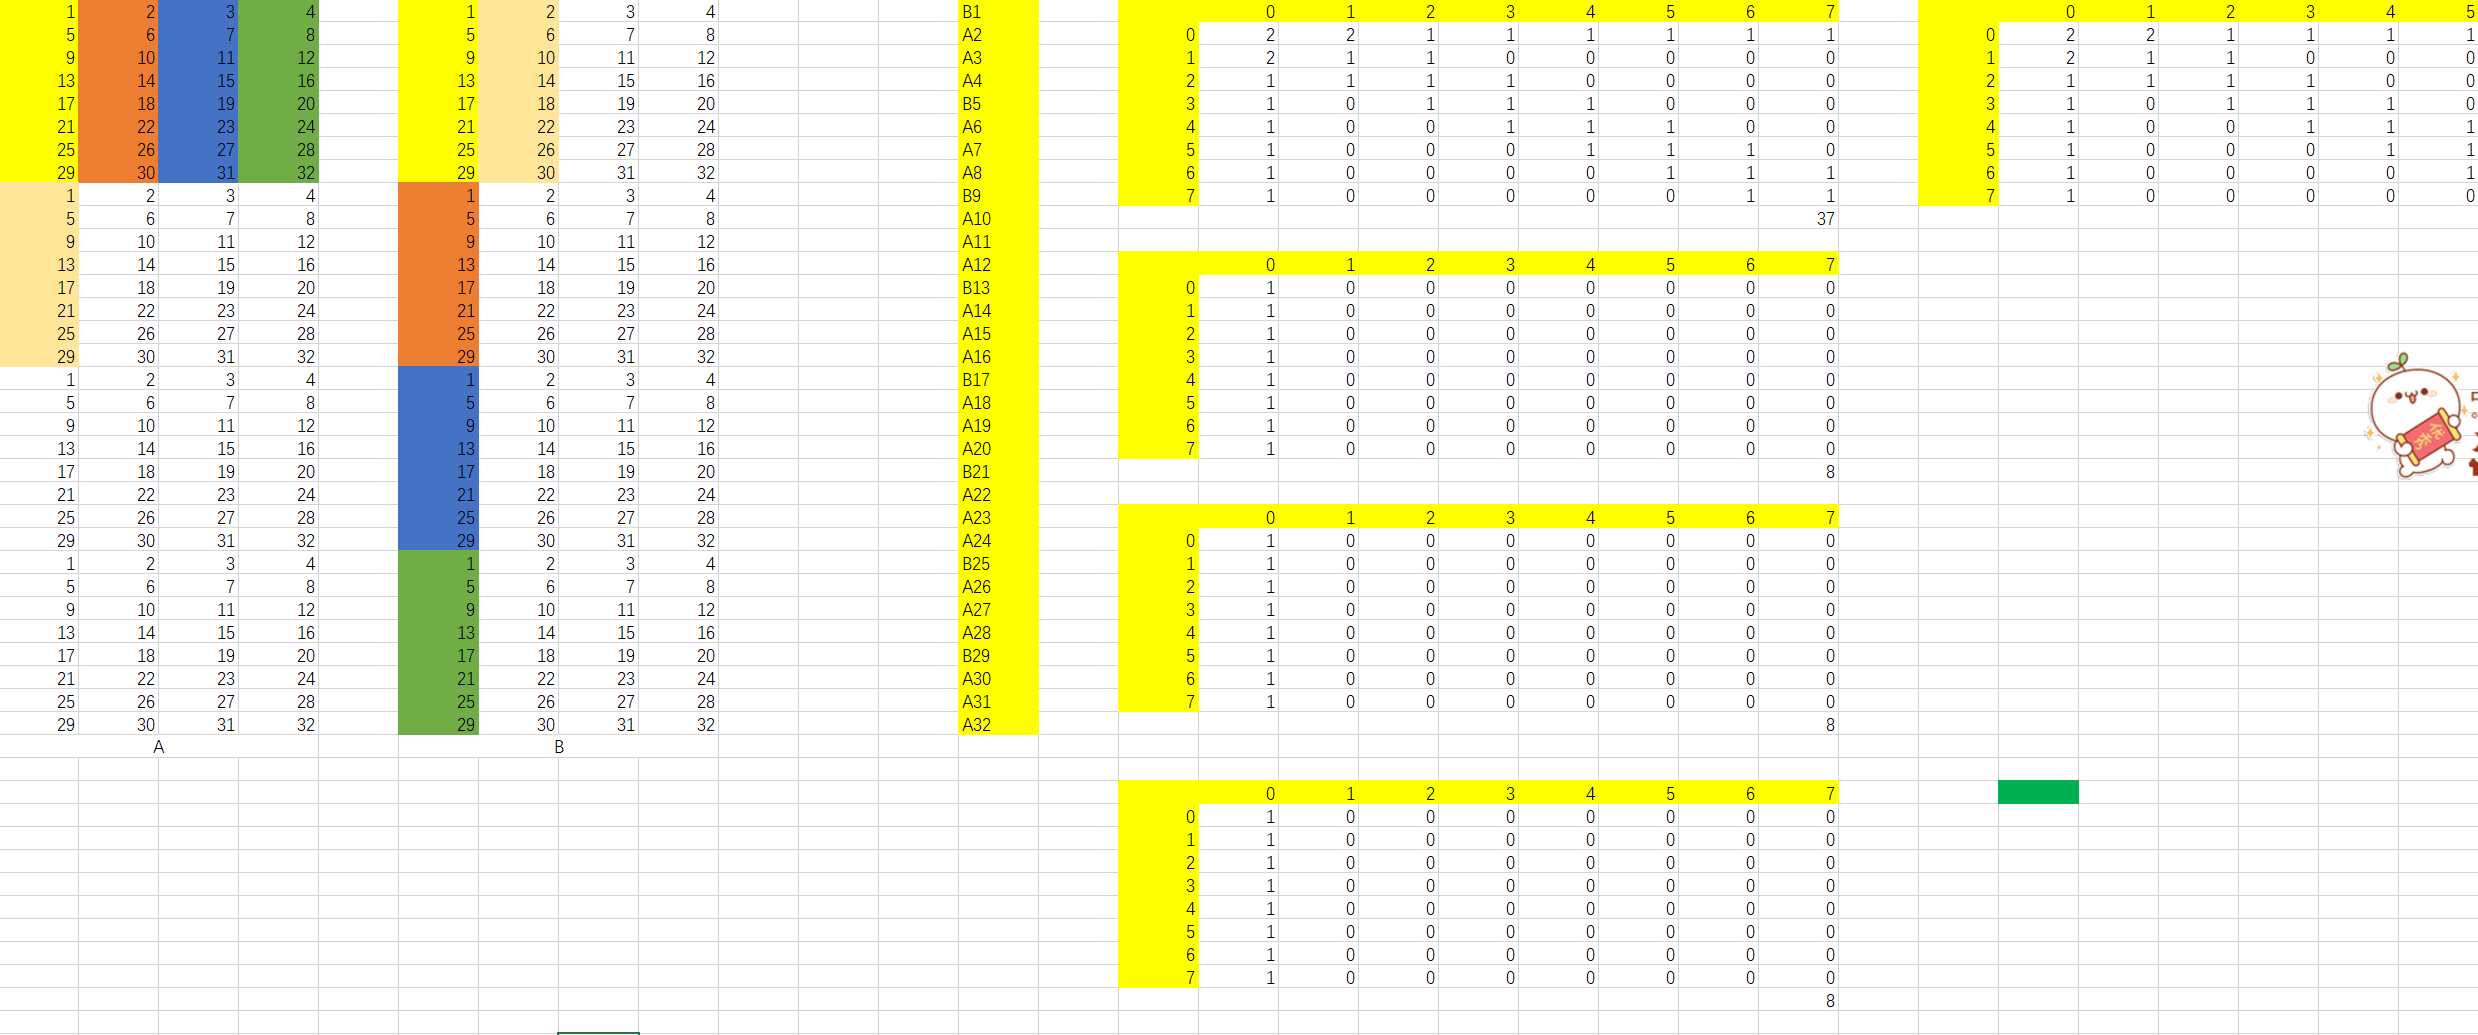 1 2 3 4 1 2 3 4 B1 0 1 2 3 4 5 6 7 0 1 2 3 4 5
5 6 7 8 5 6 7 8 A2 0 2 2 1 1 1 1 1 1 0 2 2 1 1 1 1
9 10 11 12 9 10 11 12 A3 1 2 1 1 0 0 0 0 0 1 2 1 1 0 0 0
13 14 15 16 13 14 15 16 A4 2 1 1 1 1 0 0 0 0 2 1 1 1 1 0 0
17 18 19 20 17 18 19 20 B5 3 1 0 1 1 1 0 0 0 3 1 0 1 1 1 0
21 22 23 24 21 22 23 24 A6 4 1 0 0 1 1 1 0 0 4 1 0 0 1 1 1
25 26 27 28 25 26 27 28 A7 5 1 0 0 0 1 1 1 0 5 1 0 0 0 1 1
29 30 31 32 29 30 31 32 A8 6 1 0 0 0 0 1 1 1 6 1 0 0 0 0 1
1 2 3 4 1 2 3 4 B9 7 1 0 0 0 0 0 1 1 7 1 0 0 0 0 0
5 6 7 8 5 6 7 8 A10 37
9 10 11 12 9 10 11 12 A11
13 14 15 16 13 14 15 16 A12 0 1 2 3 4 5 6 7
17 18 19 20 17 18 19 20 B13 0 1 0 0 0 0 0 0 0
21 22 23 24 21 22 23 24 A14 1 1 0 0 0 0 0 0 0
25 26 27 28 25 26 27 28 A15 2 1 0 0 0 0 0 0 0
29 30 31 32 29 30 31 32 A16 3 1 0 0 0 0 0 0 0
1 2 3 4 1 2 3 4 B17 4 1 0 0 0 0 0 0 0
5 6 7 8 5 6 7 8 A18 5 1 0 0 0 0 0 0 0
9 10 11 12 9 10 11 12 A19 6 1 0 0 0 0 0 0 0
优秀
13 14 15 16 13 14 15 16 A20 7 1 0 0 0 0 0 0 0
17 18 19 20 17 18 19 20 B21 8
21 22 23 24 21 22 23 24 A22
25 26 27 28 25 26 27 28 A23 0 1 2 3 4 5 6 7
29 30 31 32 29 30 31 32 A24 0 1 0 0 0 0 0 0 0
1 2 3 4 1 2 3 4 B25 1 1 0 0 0 0 0 0 0
5 6 7 8 5 6 7 8 A26 2 1 0 0 0 0 0 0 0
9 10 11 12 9 10 11 12 A27 3 1 0 0 0 0 0 0 0
13 14 15 16 13 14 15 16 A28 4 1 0 0 0 0 0 0 0
17 18 19 20 17 18 19 20 B29 5 1 0 0 0 0 0 0 0
21 22 23 24 21 22 23 24 A30 6 1 0 0 0 0 0 0 0
25 26 27 28 25 26 27 28 A31 7 1 0 0 0 0 0 0 0
29 30 31 32 29 30 31 32 A32 8
A B
0 1 2 3 4 5 6 7
0 1 0 0 0 0 0 0 0
1 1 0 0 0 0 0 0 0
2 1 0 0 0 0 0 0 0
3 1 0 0 0 0 0 0 0
4 1 0 0 0 0 0 0 0
5 1 0 0 0 0 0 0 0
6 1 0 0 0 0 0 0 0
7 1 0 0 0 0 0 0 0
8